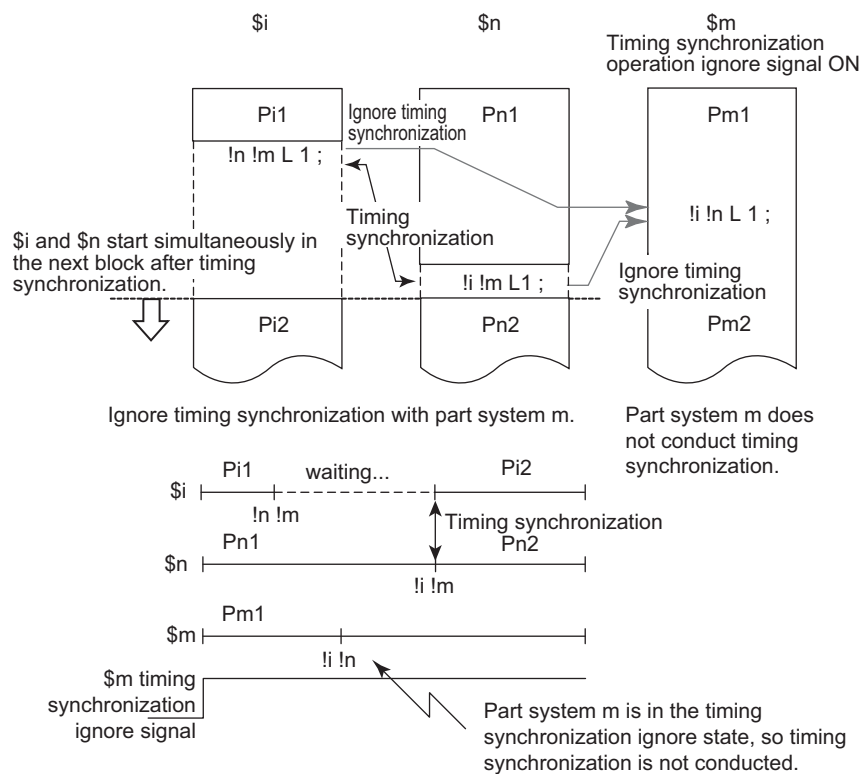 $i
$n
$m
Timing synchronization
operation ignore signal ON
Pi1
Ignore timing
synchronization
Pn1
Pm1
!n !m L 1 ;
!i !n L 1 ;
Timing
synchronization
$i and $n start simultaneously in
the next block after timing
synchronization.
!i !m L1 ;
Ignore timing
synchronization
Pi2
Pn2
Pm2
Ignore timing synchronization with part system m.
Part system m does
not conduct timing
synchronization.
Pi1
waiting...
Pi2
$i
!n !m
Timing synchronization
Pn1
Pn2
$n
!i !m
Pm1
$m
!i !n
$m timing
synchronization
ignore signal
Part system m is in the timing
synchronization ignore state, so timing
synchronization is not conducted.